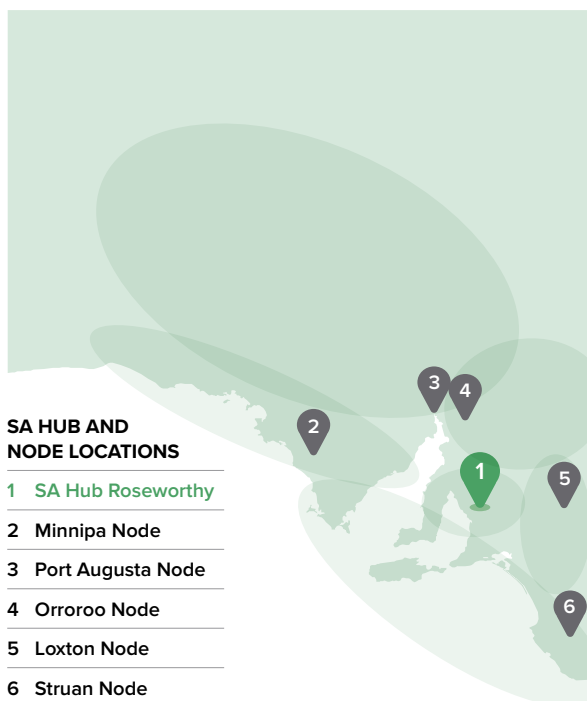 3
4
2
1
5
6
SA HUB AND
NODE LOCATIONS
1 SA Hub Roseworthy
2 Minnipa Node
3 Port Augusta Node
4 Orroroo Node
5 Loxton Node
6 Struan Node